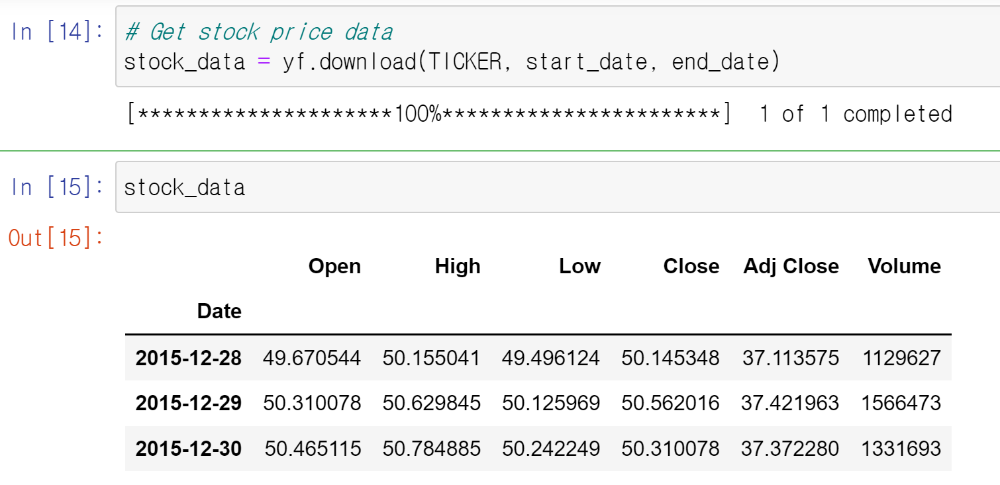 In [14]:
# Get stock price data
stock_data = yf.download(TICKER, start_date, end_date)
[*********************100%***********************]  1 of 1 completed
In [15]:
stock_data
Out[15]:
Open High Low Close Adj Close Volume
Date
2015-12-28 49.670544 50.155041 49.496124 50.145348 37.113575 1129627
2015-12-29 50.310078 50.629845 50.125969 50.562016 37.421963 1566473
2015-12-30 50.465115 50.784885 50.242249 50.310078 37.372280 1331693